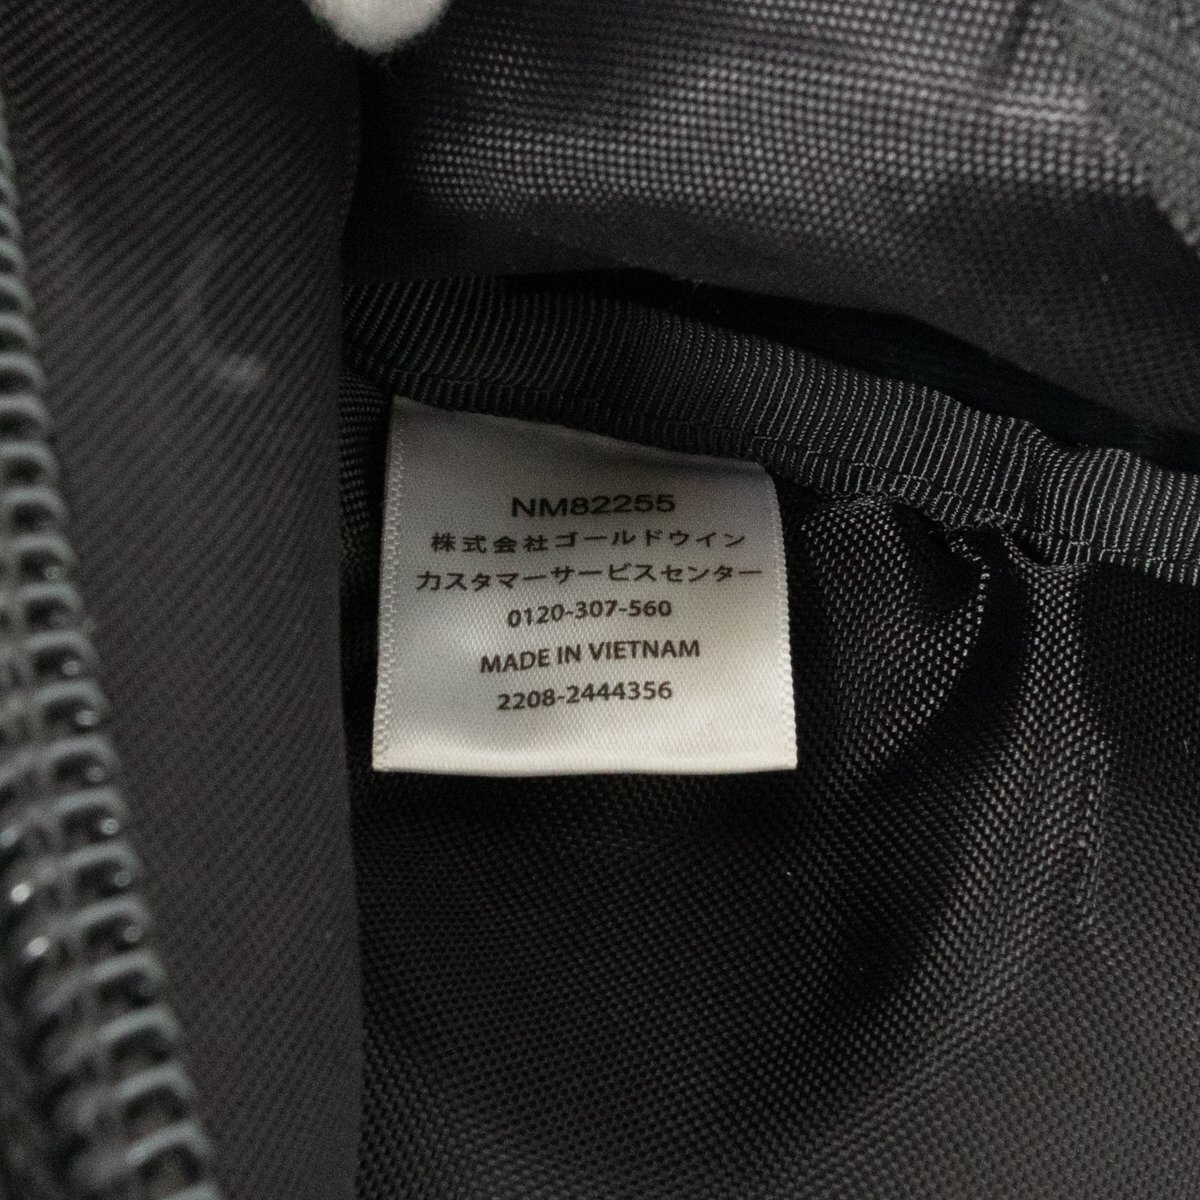 NM82255
株式会社ゴールドウイン
カスタマーサービスセンター
0120-307-560
MADE IN VIETNAM
2208-2444356